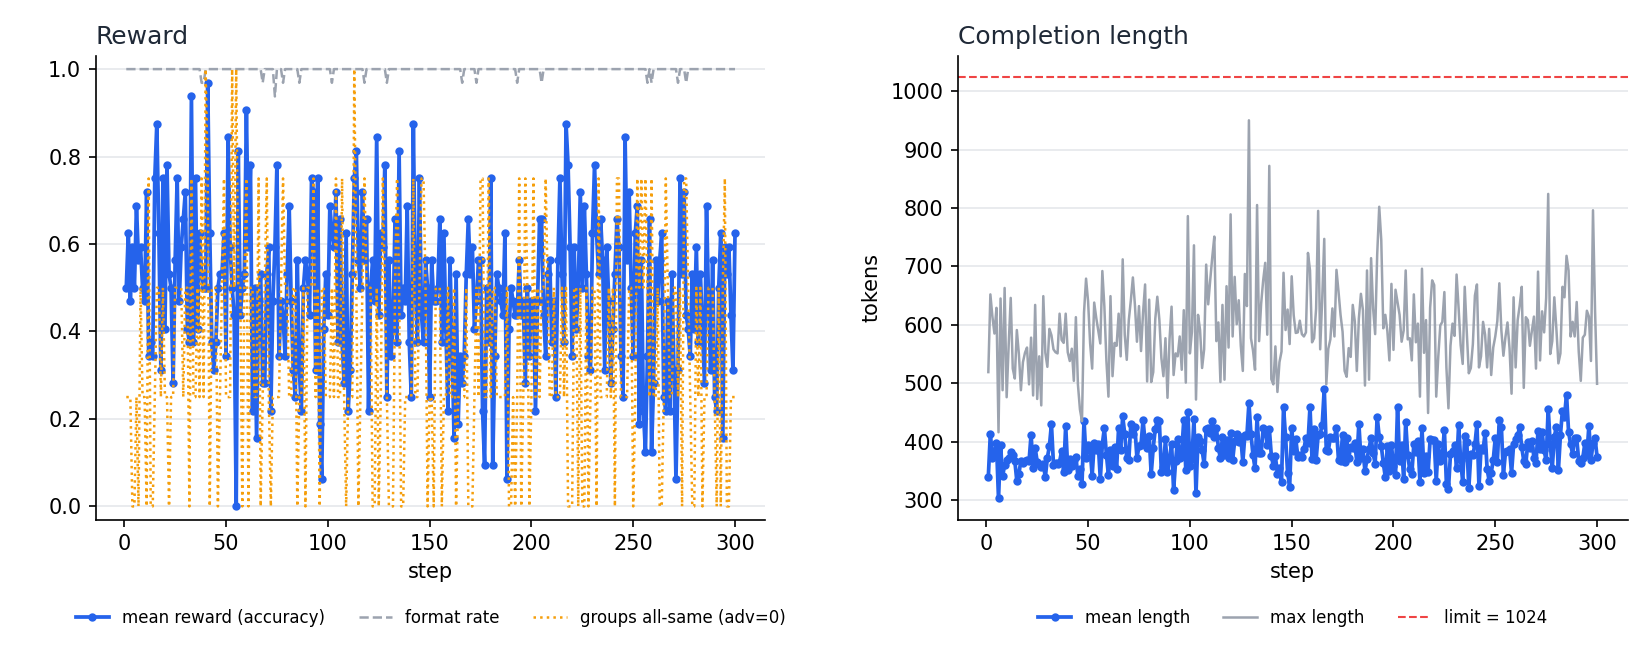 Reward
1.0
0.8
0.6
0.4
0.2
0.0
0 50 100 150 200 250 300
step
mean reward (accuracy) format rate groups all-same (adv=0)
Completion length
1000
900
800
700
600
500
400
300
tokens
0 50 100 150 200 250 300
step
mean length max length limit = 1024